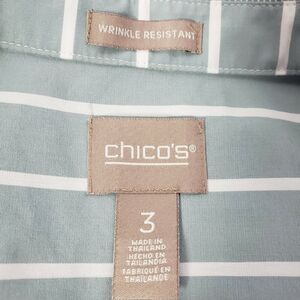 WRINKLE RESISTANT
chico's®
3
MADE IN
THAILAND
HECHO EN
TAILANDIA
FABRIQUÉ EN
THAÏLANDE